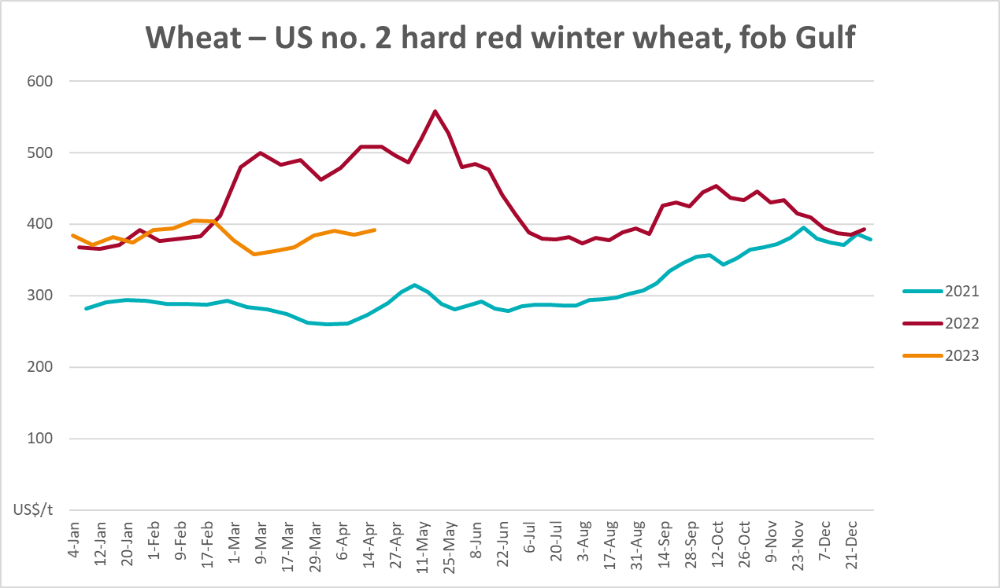 Wheat – US no. 2 hard red winter wheat, fob Gulf
600
500
400
300
200
100
US$/t
4-Jan
12-Jan
20-Jan
1-Feb
9-Feb
17-Feb
1-Mar
9-Mar
17-Mar
29-Mar
6-Apr
14-Apr
27-Apr
11-May
25-May
8-Jun
22-Jun
6-Jul
20-Jul
3-Aug
17-Aug
31-Aug
14-Sep
28-Sep
12-Oct
26-Oct
9-Nov
23-Nov
7-Dec
21-Dec
2021
2022
2023